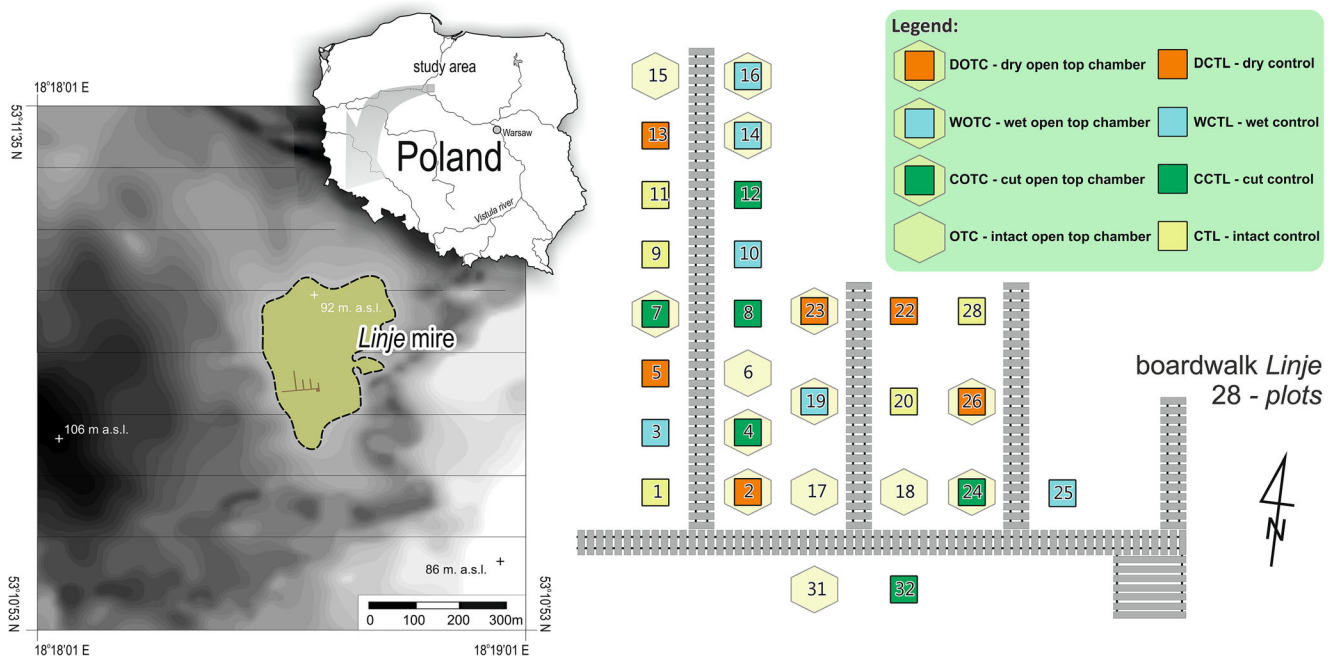 18°18'01 E
53°11'35 N
study area
Warsaw
Poland
Vistula river
92 m. a.s.l.
Linje mire
106 m a.s.l.
86 m a.s.l.
0 100 200 300m
53°10'53 N
53°10'53 N
18°18'01 E
18°19'01 E
Legend:
DOTC - dry open top chamber
DCTL - dry control
WOTC - wet open top chamber
WCTL - wet control
COTC - cut open top chamber
CCTL - cut control
OTC - intact open top chamber
CTL - intact control
15 16
13 14
11 12
9 10
7 8 23 22 28
5 6
3 4 19 20 26
1 2 17 18 24 25
31 32
boardwalk Linje
28 - plots
N